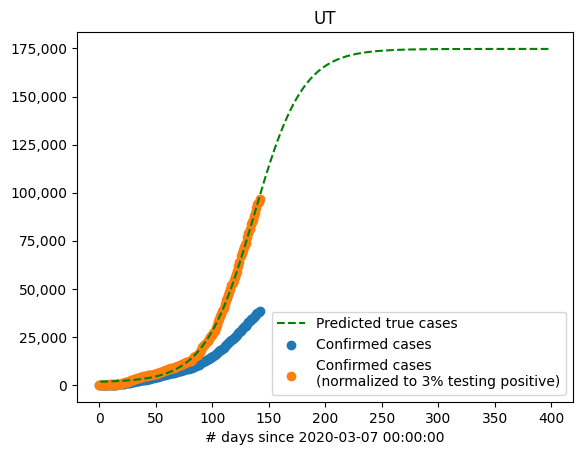 UT
175,000
150,000
125,000
100,000
75,000
50,000
25,000
0
Predicted true cases
Confirmed cases
Confirmed cases
(normalized to 3% testing positive)
0 50 100 150 200 250 300 350 400
# days since 2020-03-07 00:00:00